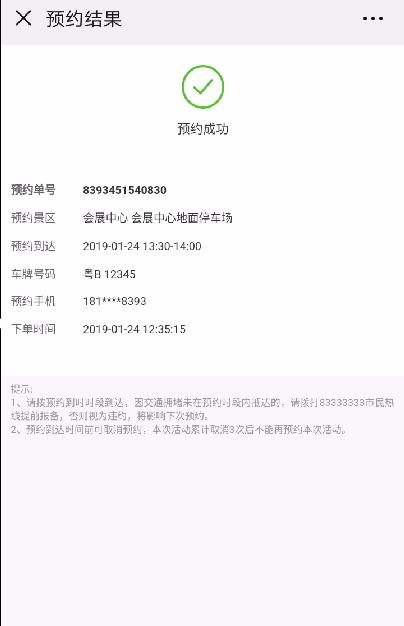 预约结果
预约成功
预约单号 8393451540830
预约景区 会展中心 会展中心地面停车场
预约到达 2019-01-24 13:30-14:00
车牌号码 粤B 12345
预约手机 181****8393
下单时间 2019-01-24 12:35:15
提示:
1、请按预约到时时段到达，因交通拥堵未在预约时段内抵达的，请拨打83333333市民热
线提前报备，否则视为违约，将影响下次预约。
2、预约到达时间前可取消预约，本次活动累计取消3次后不能再预约本次活动。